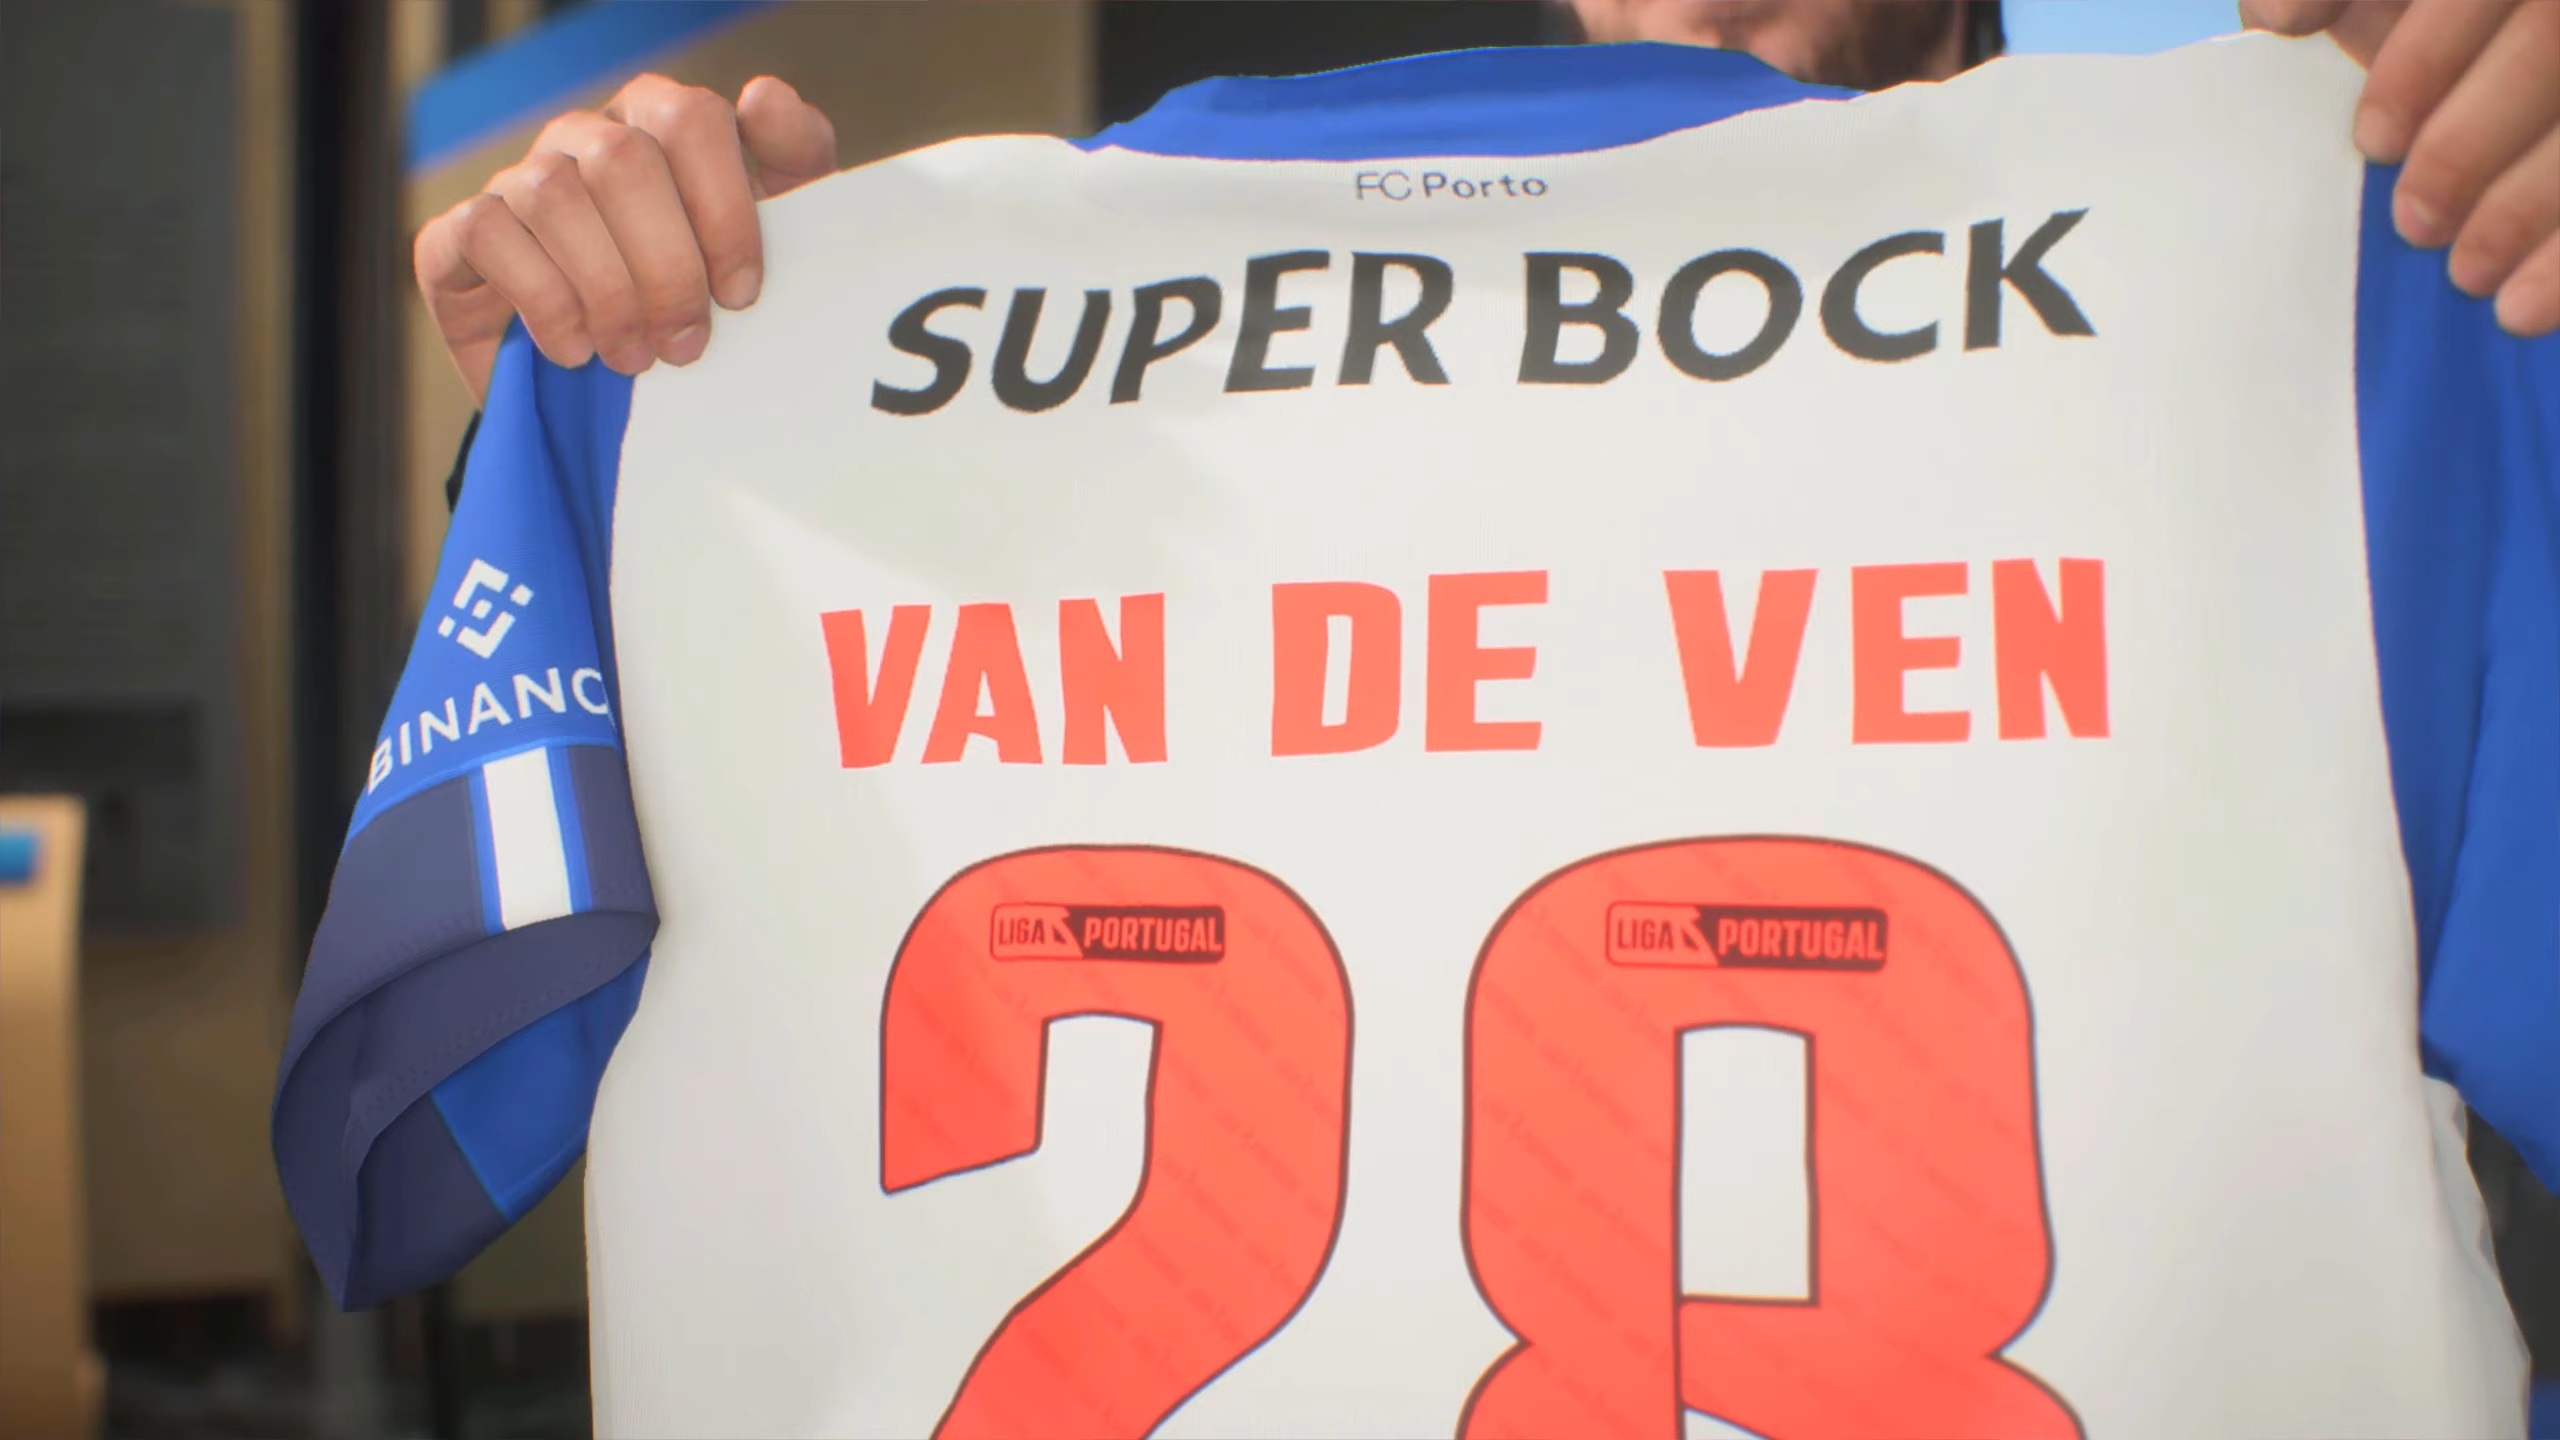 FC Porto
SUPER BOCK
VAN DE VEN
BINANC
28
LIGA PORTUGAL
LIGA PORTUGAL